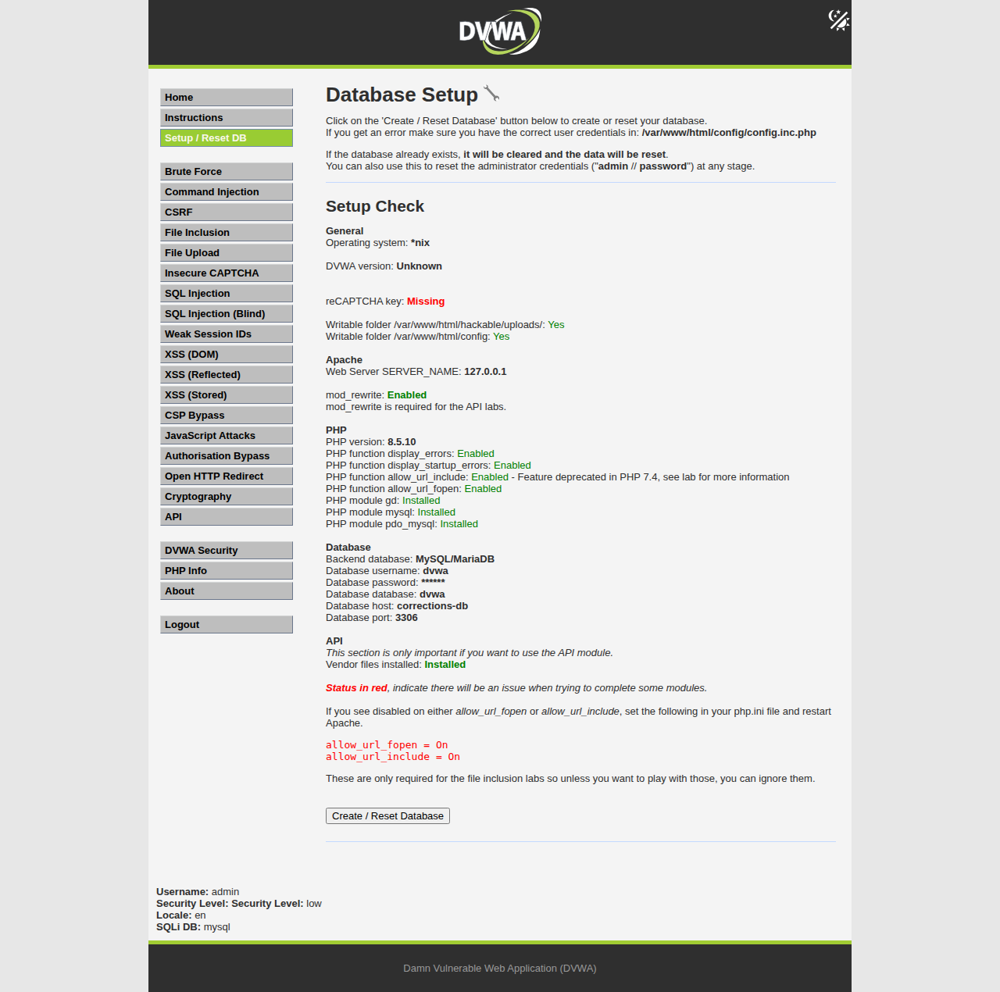 DVWA
Home
Instructions
Setup / Reset DB
Brute Force
Command Injection
CSRF
File Inclusion
File Upload
Insecure CAPTCHA
SQL Injection
SQL Injection (Blind)
Weak Session IDs
XSS (DOM)
XSS (Reflected)
XSS (Stored)
CSP Bypass
JavaScript Attacks
Authorisation Bypass
Open HTTP Redirect
Cryptography
API
DVWA Security
PHP Info
About
Logout
Database Setup
Click on the 'Create / Reset Database' button below to create or reset your database.
If you get an error make sure you have the correct user credentials in: /var/www/html/config/config.inc.php
If the database already exists, it will be cleared and the data will be reset.
You can also use this to reset the administrator credentials ("admin // password") at any stage.
Setup Check
General
Operating system: *nix
DVWA version: Unknown
reCAPTCHA key: Missing
Writable folder /var/www/html/hackable/uploads/: Yes
Writable folder /var/www/html/config: Yes
Apache
Web Server SERVER_NAME: 127.0.0.1
mod_rewrite: Enabled
mod_rewrite is required for the API labs.
PHP
PHP version: 8.5.10
PHP function display_errors: Enabled
PHP function display_startup_errors: Enabled
PHP function allow_url_include: Enabled - Feature deprecated in PHP 7.4, see lab for more information
PHP function allow_url_fopen: Enabled
PHP module gd: Installed
PHP module mysql: Installed
PHP module pdo_mysql: Installed
Database
Backend database: MySQL/MariaDB
Database username: dvwa
Database password: ******
Database database: dvwa
Database host: corrections-db
Database port: 3306
API
This section is only important if you want to use the API module.
Vendor files installed: Installed
Status in red, indicate there will be an issue when trying to complete some modules.
If you see disabled on either allow_url_fopen or allow_url_include, set the following in your php.ini file and restart
Apache.
allow_url_fopen = On
allow_url_include = On
These are only required for the file inclusion labs so unless you want to play with those, you can ignore them.
Create / Reset Database
Username: admin
Security Level: Security Level: low
Locale: en
SQLi DB: mysql
Damn Vulnerable Web Application (DVWA)